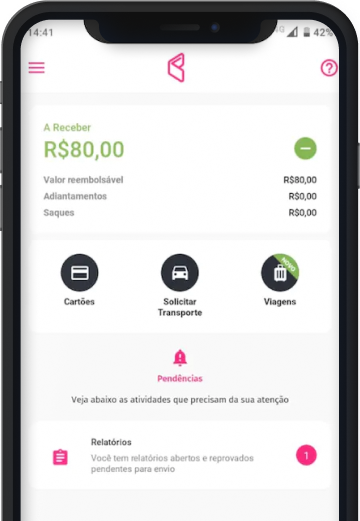 14:41 4G 42%
A Receber
R$80,00
Valor reembolsável R$80,00
Adiantamentos R$0,00
Saques R$0,00
Cartões Solicitar Transporte Viagens
NOVO
Pendências
Veja abaixo as atividades que precisam da sua atenção
Relatórios
Você tem relatórios abertos e reprovados
pendentes para envio
1